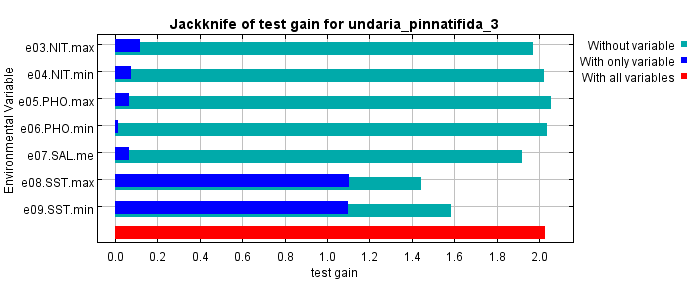 Jackknife of test gain for undaria_pinnatifida_3
Environmental Variable
e03.NIT.max
e04.NIT.min
e05.PHO.max
e06.PHO.min
e07.SAL.me
e08.SST.max
e09.SST.min
0.0 0.2 0.4 0.6 0.8 1.0 1.2 1.4 1.6 1.8 2.0
test gain
Without variable
With only variable
With all variables